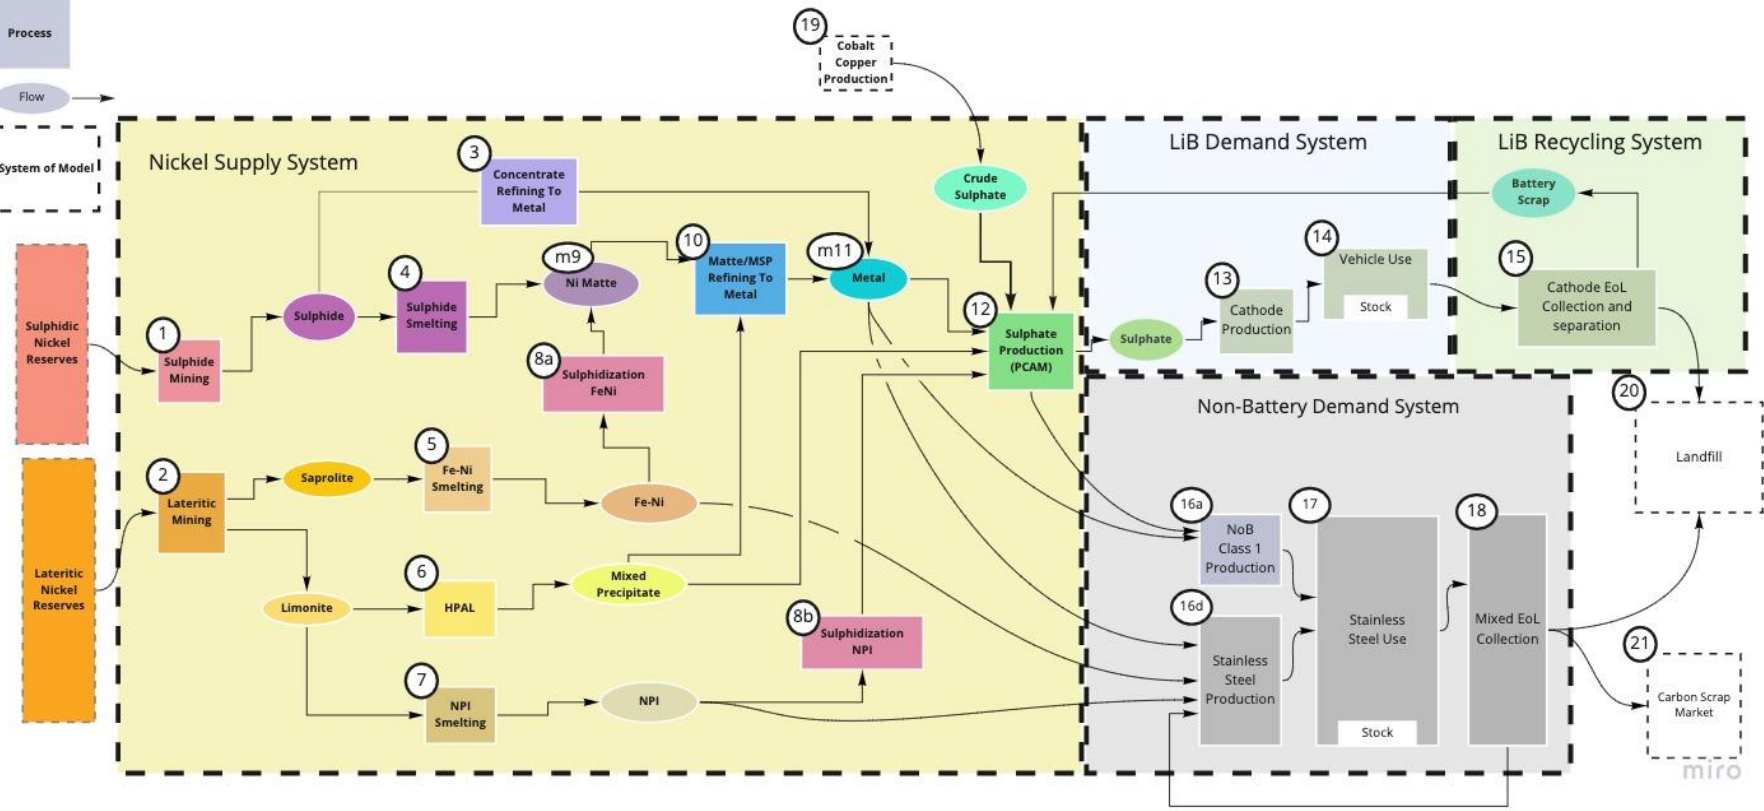 Process
Flow
System of Model
19
Cobalt
Copper
Production
Nickel Supply System
LiB Demand System
LiB Recycling System
3
Concentrate
Refining To
Metal
Crude
Sulphate
Battery
Scrap
Sulphidic
Nickel
Reserves
1
Sulphide
Mining
Sulphide
4
Sulphide
Smelting
m9
Ni Matte
10
Matte/MSP
Refining To
Metal
m11
Metal
12
Sulphate
Production
(PCAM)
Sulphate
13
Cathode
Production
14
Vehicle Use
Stock
15
Cathode EoL
Collection and
separation
8a
Sulphidization
FeNi
Non-Battery Demand System
20
Landfill
Lateritic
Nickel
Reserves
2
Lateritic
Mining
Saprolite
5
Fe-Ni
Smelting
Fe-Ni
Limonite
6
HPAL
Mixed
Precipitate
8b
Sulphidization
NPI
7
NPI
Smelting
NPI
16a
NoB
Class 1
Production
16d
Stainless
Steel
Production
17
Stainless
Steel Use
Stock
18
Mixed EoL
Collection
21
Carbon Scrap
Market
miro